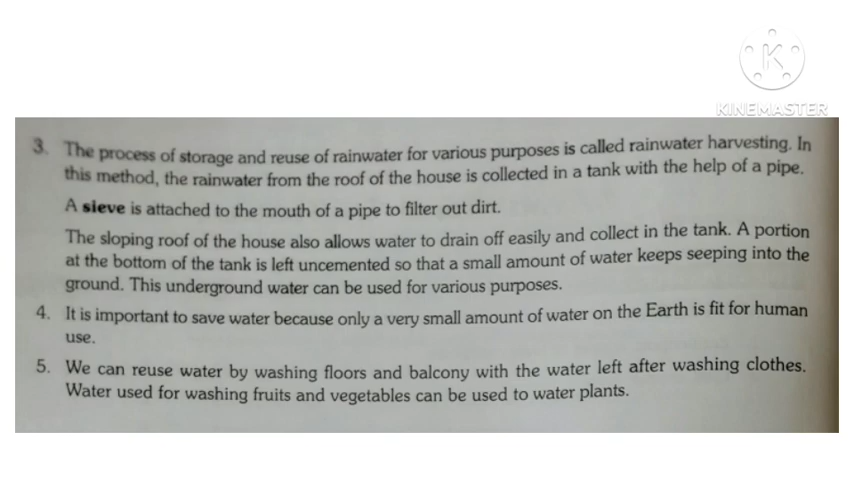 K
KINEMASTER
3. The process of storage and reuse of rainwater for various purposes is called rainwater harvesting. In
this method, the rainwater from the roof of the house is collected in a tank with the help of a pipe.
A sieve is attached to the mouth of a pipe to filter out dirt.
The sloping roof of the house also allows water to drain off easily and collect in the tank. A portion
at the bottom of the tank is left uncemented so that a small amount of water keeps seeping into the
ground. This underground water can be used for various purposes.
4. It is important to save water because only a very small amount of water on the Earth is fit for human
use.
5. We can reuse water by washing floors and balcony with the water left after washing clothes.
Water used for washing fruits and vegetables can be used to water plants.